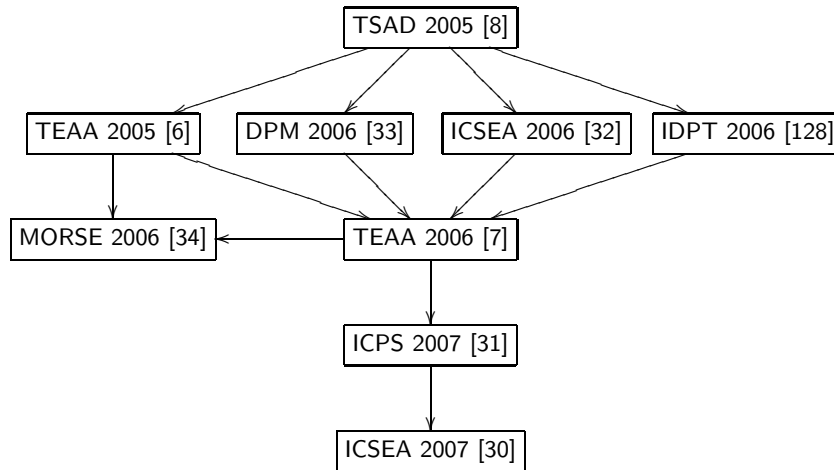 TSAD 2005 [8]
TEAA 2005 [6]
DPM 2006 [33]
ICSEA 2006 [32]
IDPT 2006 [128]
MORSE 2006 [34]
TEAA 2006 [7]
ICPS 2007 [31]
ICSEA 2007 [30]